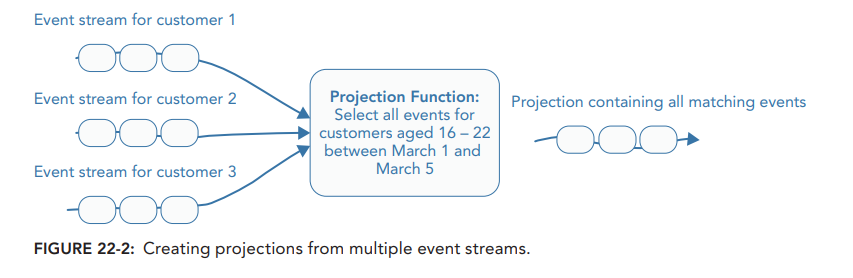 Event stream for customer 1
Event stream for customer 2
Event stream for customer 3
Projection Function:
Select all events for
customers aged 16 – 22
between March 1 and
March 5
Projection containing all matching events
FIGURE 22-2: Creating projections from multiple event streams.